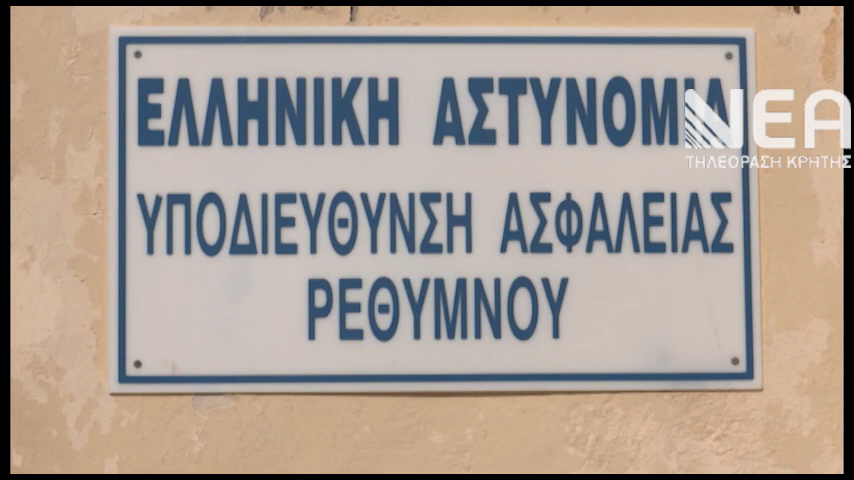 ΕΛΛΗΝΙΚΗ ΑΣΤΥΝΟΜΙΑ
ΝΕΑ
ΤΗΛΕΟΡΑΣΗ ΚΡΗΤΗΣ
ΥΠΟΔΙΕΥΘΥΝΣΗ ΑΣΦΑΛΕΙΑΣ
ΡΕΘΥΜΝΟΥ